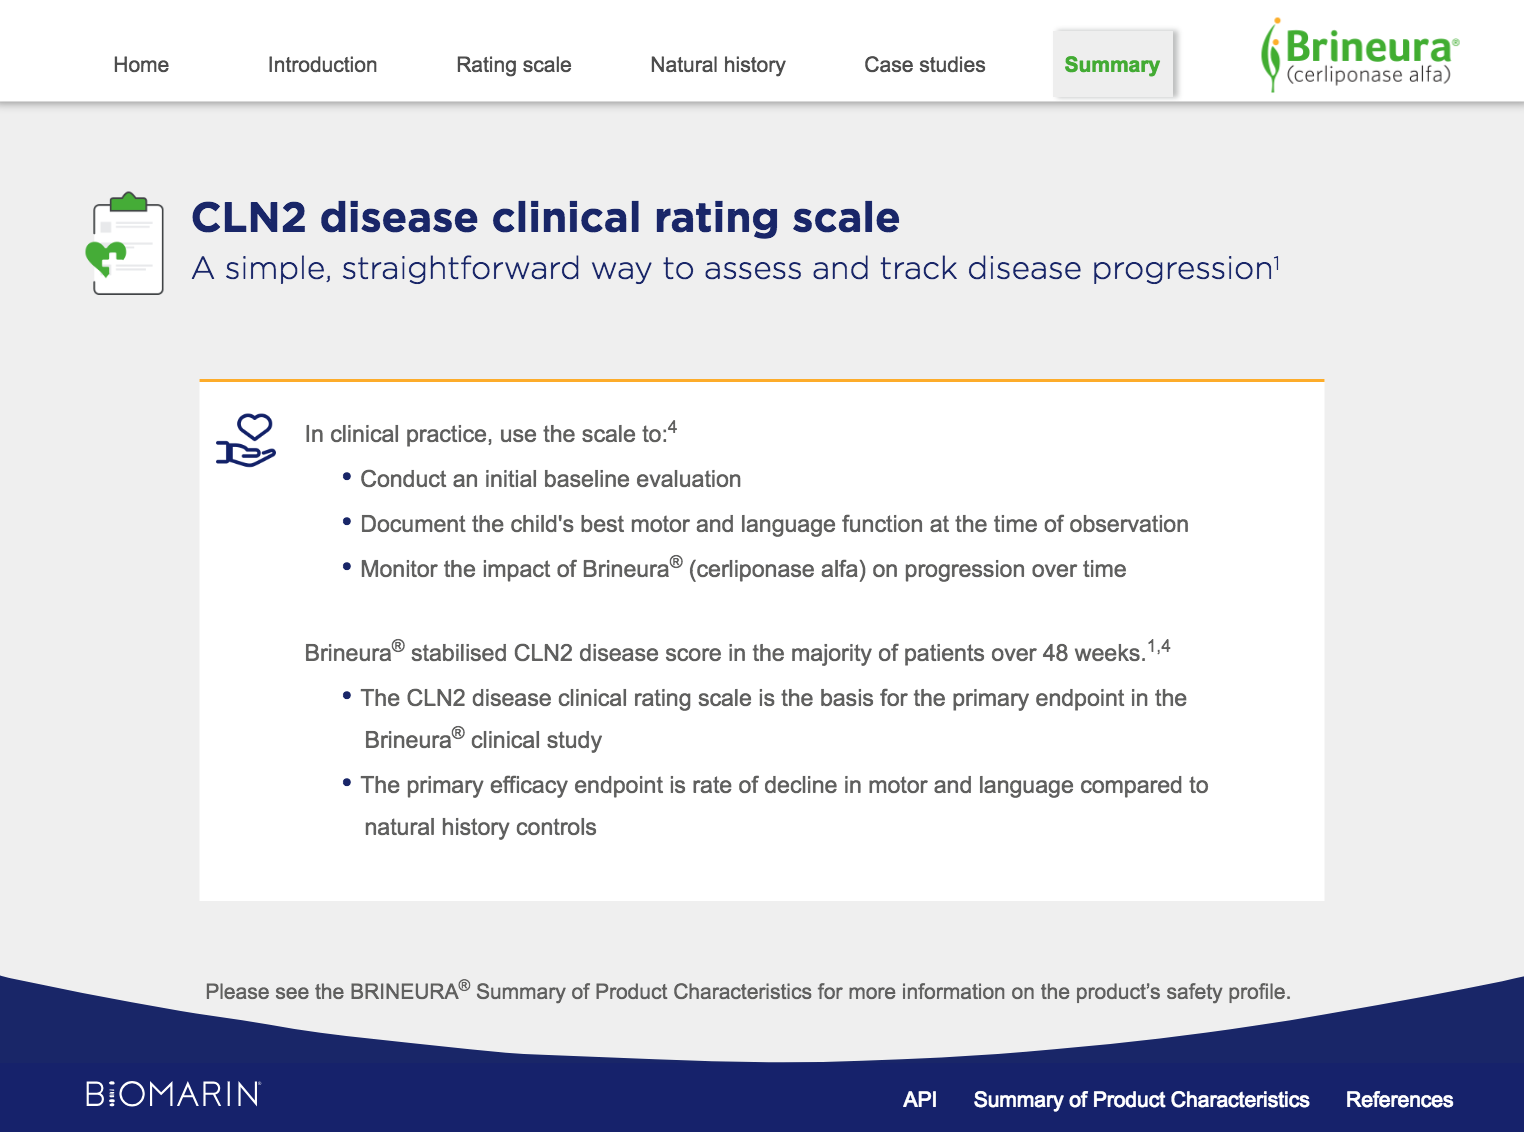 Home
Introduction
Rating scale
Natural history
Case studies
Summary
Brineura®
(cerliponase alfa)
CLN2 disease clinical rating scale
A simple, straightforward way to assess and track disease progression¹
In clinical practice, use the scale to:⁴
• Conduct an initial baseline evaluation
• Document the child's best motor and language function at the time of observation
• Monitor the impact of Brineura® (cerliponase alfa) on progression over time
Brineura® stabilised CLN2 disease score in the majority of patients over 48 weeks.¹,⁴
• The CLN2 disease clinical rating scale is the basis for the primary endpoint in the
Brineura® clinical study
• The primary efficacy endpoint is rate of decline in motor and language compared to
natural history controls
Please see the BRINEURA® Summary of Product Characteristics for more information on the product’s safety profile.
BIOMARIN®
API
Summary of Product Characteristics
References